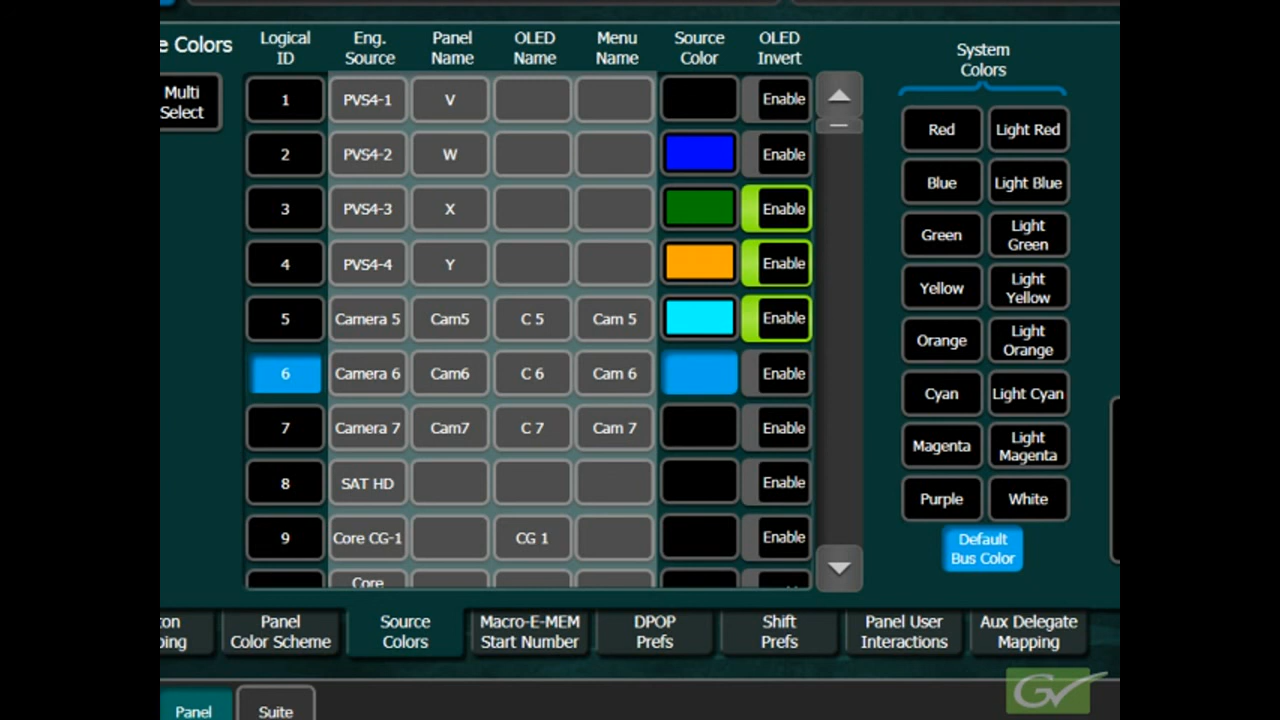 e Colors
Logical ID
Eng. Source
Panel Name
OLED Name
Menu Name
Source Color
OLED Invert
System Colors
Multi Select
1 PVS4-1 V Enable
2 PVS4-2 W Enable
3 PVS4-3 X Enable
4 PVS4-4 Y Enable
5 Camera 5 Cam5 C 5 Cam 5 Enable
6 Camera 6 Cam6 C 6 Cam 6 Enable
7 Camera 7 Cam7 C 7 Cam 7 Enable
8 SAT HD Enable
9 Core CG-1 CG 1 Enable
Core
Red Light Red
Blue Light Blue
Green Light Green
Yellow Light Yellow
Orange Light Orange
Cyan Light Cyan
Magenta Light Magenta
Purple White
Default Bus Color
Panel Color Scheme
Source Colors
Macro-E-MEM Start Number
DPOP Prefs
Shift Prefs
Panel User Interactions
Aux Delegate Mapping
Panel
Suite
GV